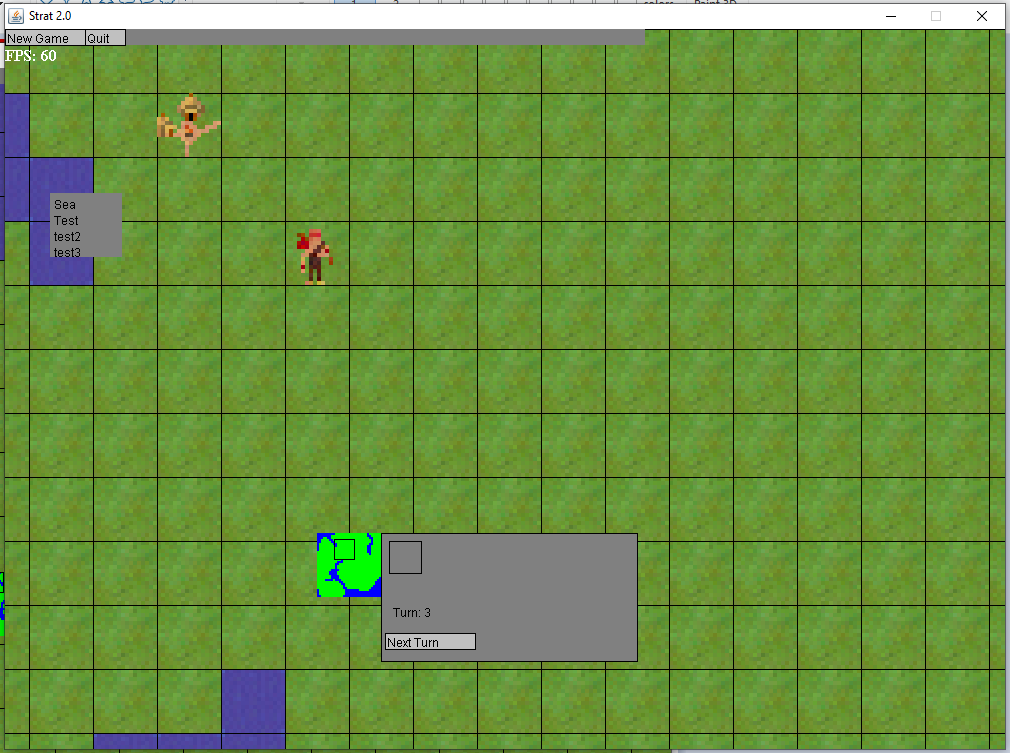 Strat 2.0
New Game Quit
FPS: 60
Sea
Test
test2
test3
Turn: 3
Next Turn